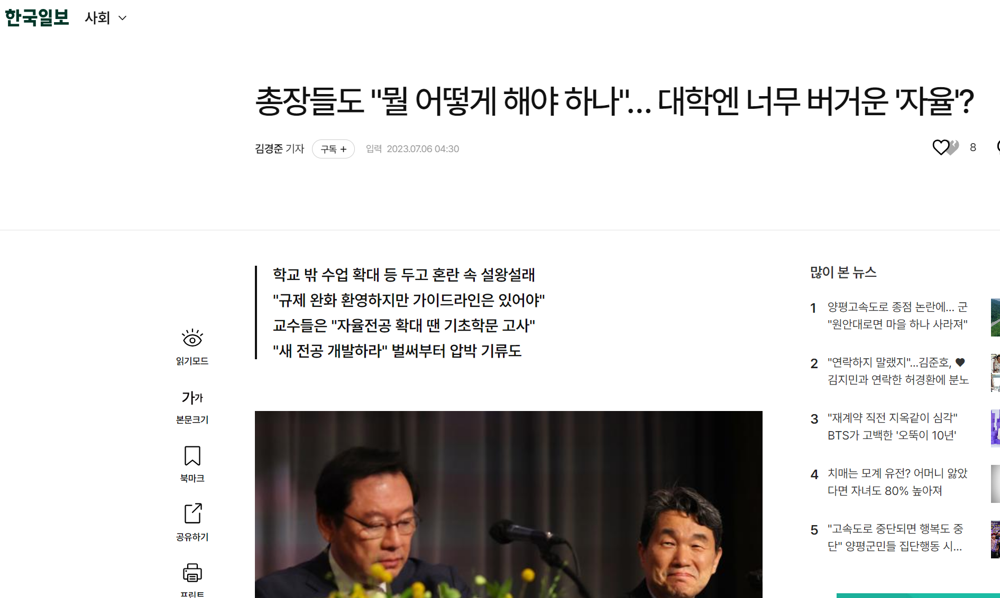 한국일보 사회
총장들도 "뭘 어떻게 해야 하나"... 대학엔 너무 버거운 '자율'?
김경준 기자 구독 + 입력 2023.07.06 04:30
8
학교 밖 수업 확대 등 두고 혼란 속 설왕설래
"규제 완화 환영하지만 가이드라인은 있어야"
교수들은 "자율전공 확대 땐 기초학문 고사"
"새 전공 개발하라" 벌써부터 압박 기류도
읽기모드
가가
본문크기
북마크
공유하기
프린트
많이 본 뉴스
1 양평고속도로 종점 논란에... 군
"원안대로면 마을 하나 사라져"
2 "연락하지 말랬지"...김준호, ♥
김지민과 연락한 허경환에 분노
3 "재계약 직전 지옥같이 심각"
BTS가 고백한 '오뚝이 10년'
4 치매는 모계 유전? 어머니 앓았
다면 자녀도 80% 높아져
5 "고속도로 중단되면 행복도 중
단" 양평군민들 집단행동 시...